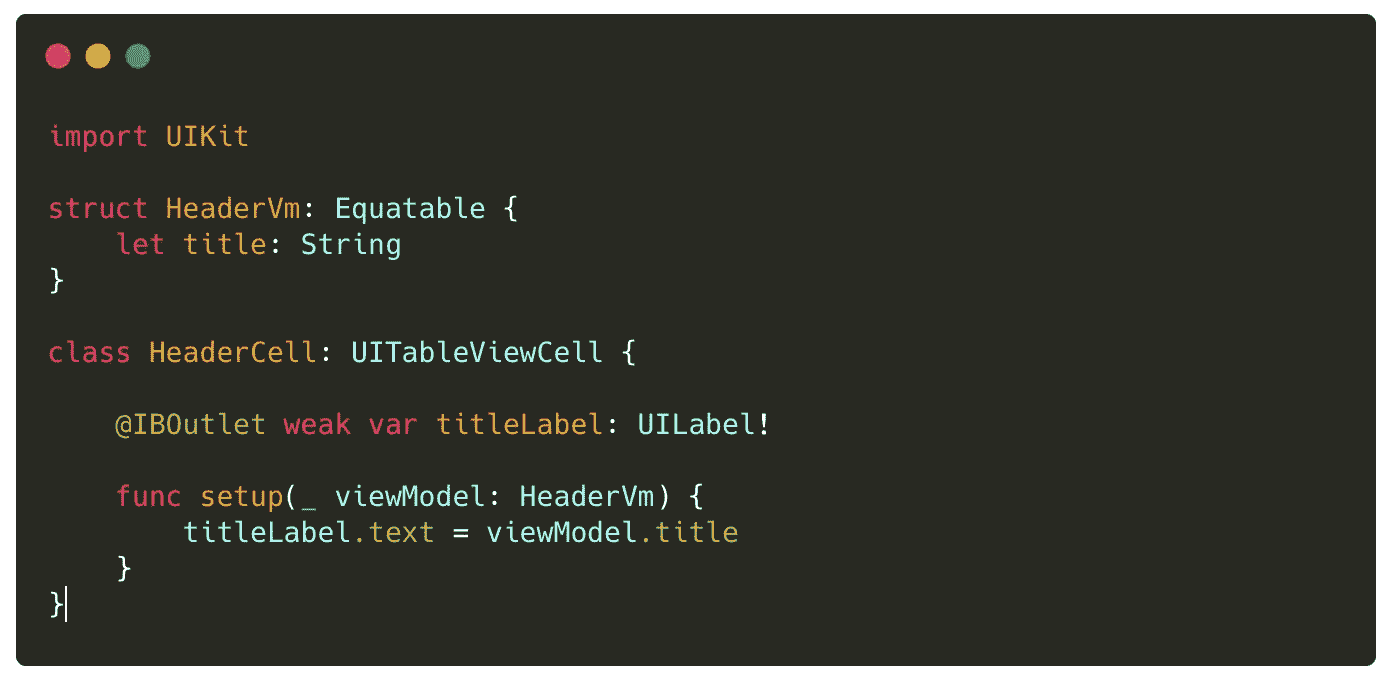 import UIKit
struct HeaderVm: Equatable {
    let title: String
}
class HeaderCell: UITableViewCell {
    @IBOutlet weak var titleLabel: UILabel!
    func setup(_ viewModel: HeaderVm) {
        titleLabel.text = viewModel.title
    }
}